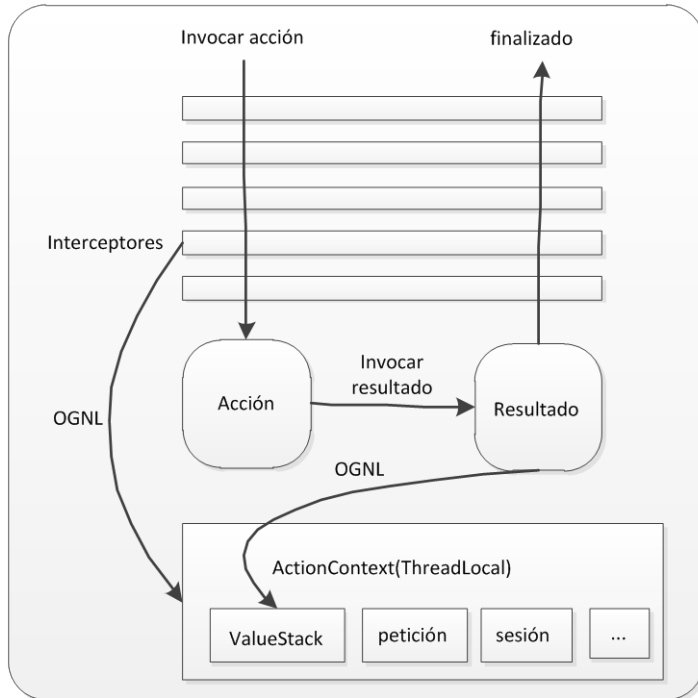 Invocar acción
finalizado
Interceptores
Invocar
resultado
Acción
Resultado
OGNL
OGNL
ActionContext(ThreadLocal)
ValueStack
petición
sesión
...